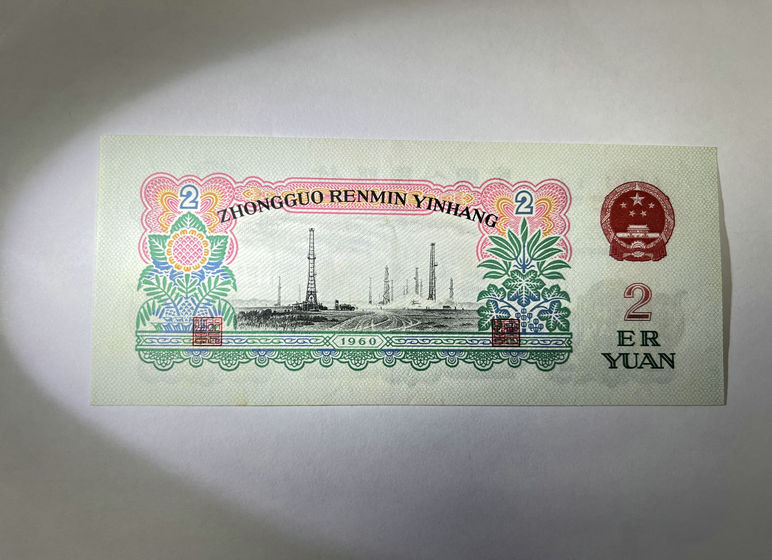 2 2
ZHONGGUO RENMIN YINHANG
1960
2
ER
YUAN